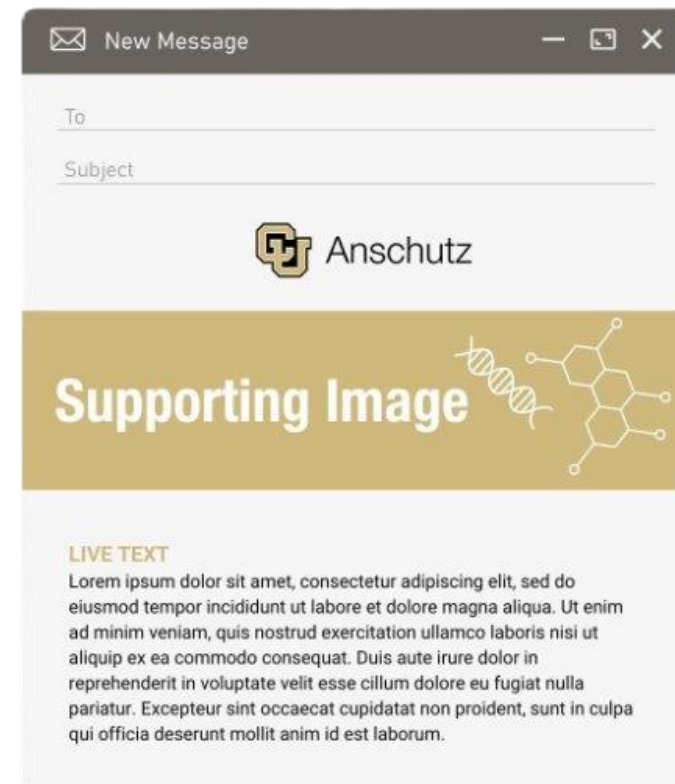 New Message
To
Subject
CU Anschutz
Supporting Image
LIVE TEXT
Lorem ipsum dolor sit amet, consectetur adipiscing elit, sed do
eiusmod tempor incididunt ut labore et dolore magna aliqua. Ut enim
ad minim veniam, quis nostrud exercitation ullamco laboris nisi ut
aliquip ex ea commodo consequat. Duis aute irure dolor in
reprehenderit in voluptate velit esse cillum dolore eu fugiat nulla
pariatur. Excepteur sint occaecat cupidatat non proident, sunt in culpa
qui officia deserunt mollit anim id est laborum.